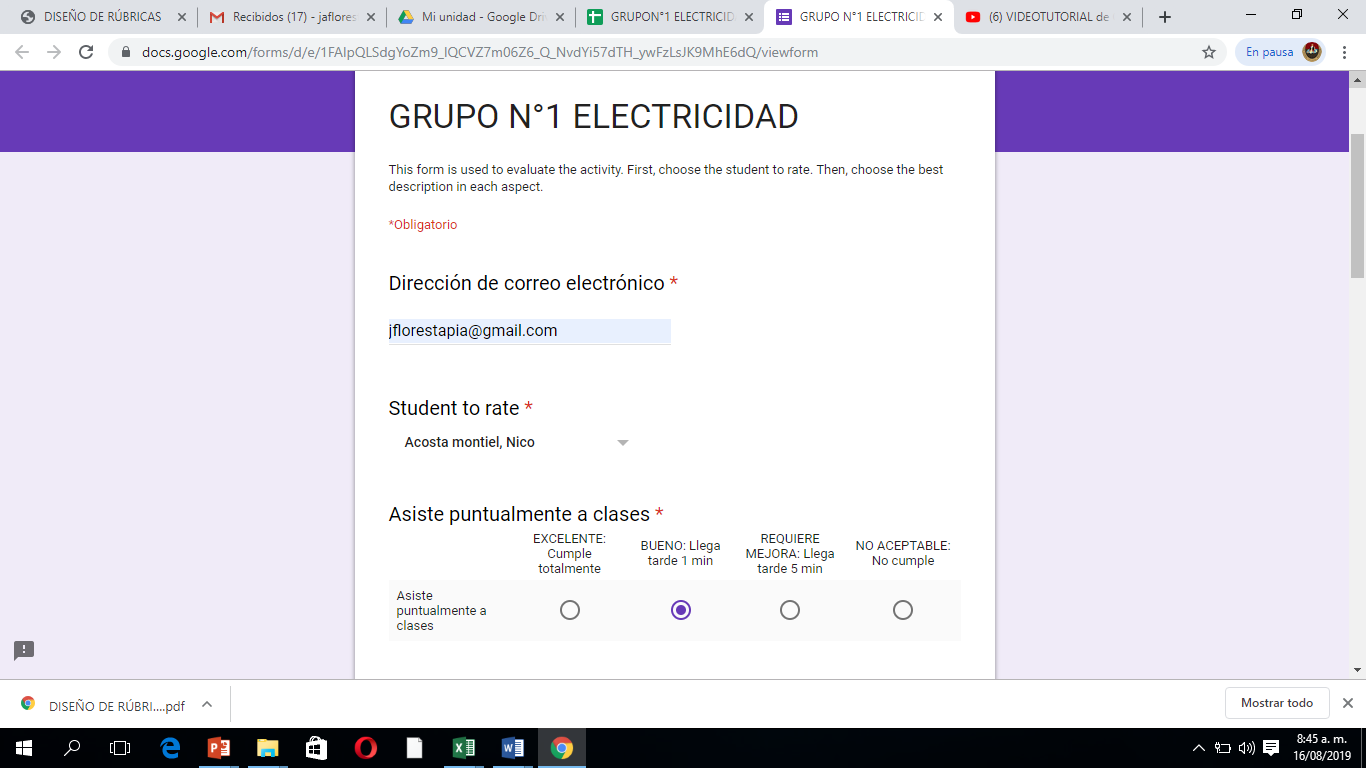 DISEÑO DE RÚBRICAS
Recibidos (17) - jaflores
Mi unidad - Google Dri
GRUPON°1 ELECTRICID
GRUPO N°1 ELECTRICID
(6) VIDEOTUTORIAL de
docs.google.com/forms/d/e/1FAIpQLSdgYoZm9_IQCVZ7m06Z6_Q_NvdYi57dTH_ywFzLsJK9MhE6dQ/viewform
En pausa
GRUPO N°1 ELECTRICIDAD
This form is used to evaluate the activity. First, choose the student to rate. Then, choose the best
description in each aspect.
*Obligatorio
Dirección de correo electrónico *
jflorestapia@gmail.com
Student to rate *
Acosta montiel, Nico
Asiste puntualmente a clases *
EXCELENTE:
Cumple
totalmente
BUENO: Llega
tarde 1 min
REQUIERE
MEJORA: Llega
tarde 5 min
NO ACEPTABLE:
No cumple
Asiste
puntualmente a
clases
DISEÑO DE RÚBRI....pdf
Mostrar todo
8:45 a. m.
16/08/2019